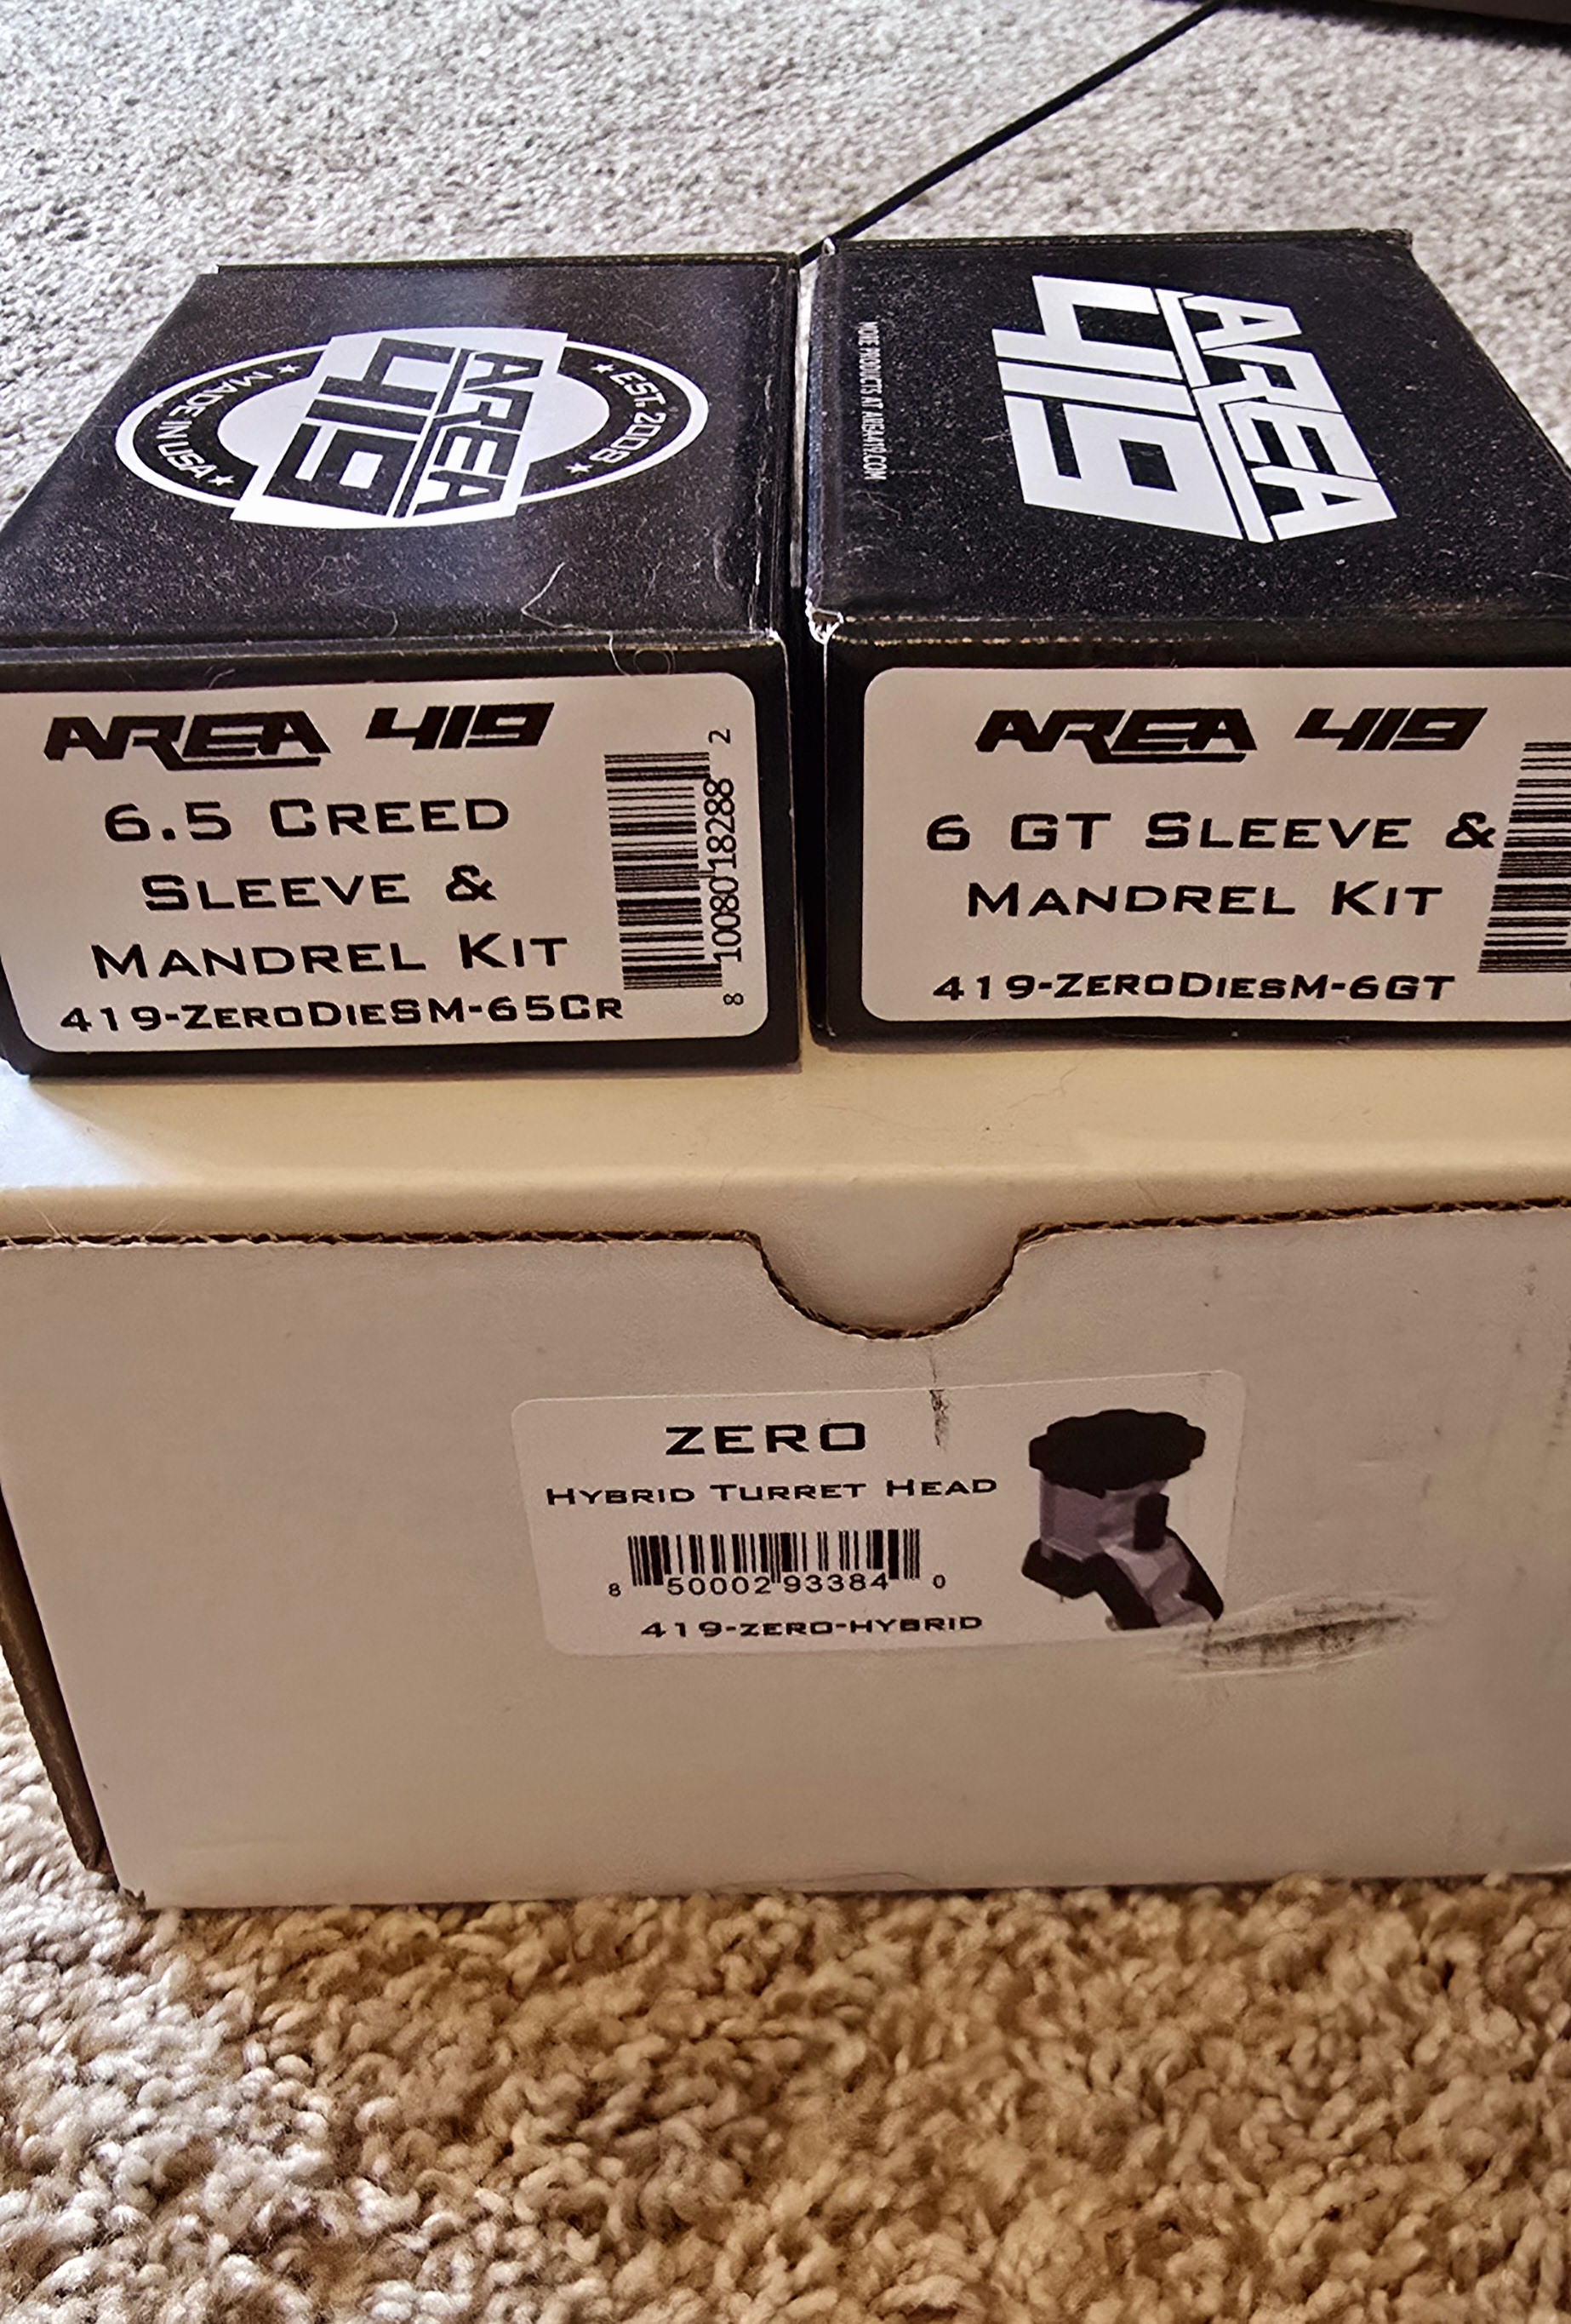 AREA
419
EST. 2008
MADE IN USA
AREA
419
MORE PRODUCTS AT AREA419.COM
AREA 419
6.5 CREED
SLEEVE &
MANDREL KIT
419-ZERODIESM-65CR
8 10080 18288 2
AREA 419
6 GT SLEEVE &
MANDREL KIT
419-ZERODIESM-6GT
ZERO
HYBRID TURRET HEAD
8 50002 93384 0
419-ZERO-HYBRID